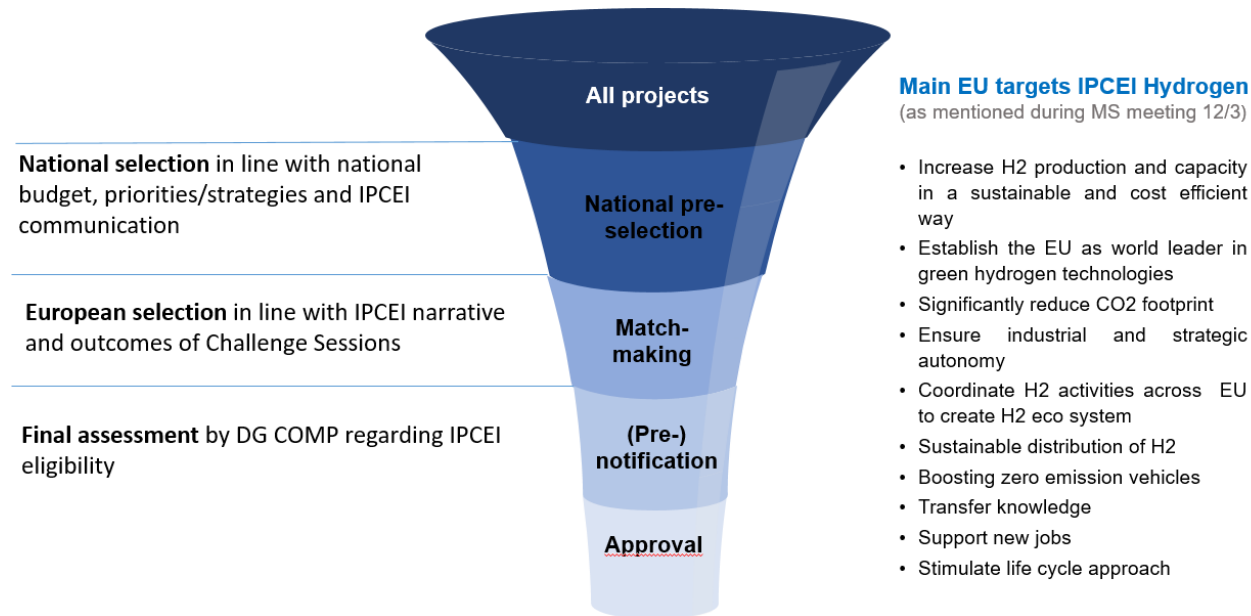 All projects
National selection in line with national
budget, priorities/strategies and IPCEI
communication
National pre-
selection
European selection in line with IPCEI narrative
and outcomes of Challenge Sessions
Match-
making
Final assessment by DG COMP regarding IPCEI
eligibility
(Pre-)
notification
Approval
Main EU targets IPCEI Hydrogen
(as mentioned during MS meeting 12/3)
• Increase H2 production and capacity
in a sustainable and cost efficient
way
• Establish the EU as world leader in
green hydrogen technologies
• Significantly reduce CO2 footprint
• Ensure industrial and strategic
autonomy
• Coordinate H2 activities across EU
to create H2 eco system
• Sustainable distribution of H2
• Boosting zero emission vehicles
• Transfer knowledge
• Support new jobs
• Stimulate life cycle approach